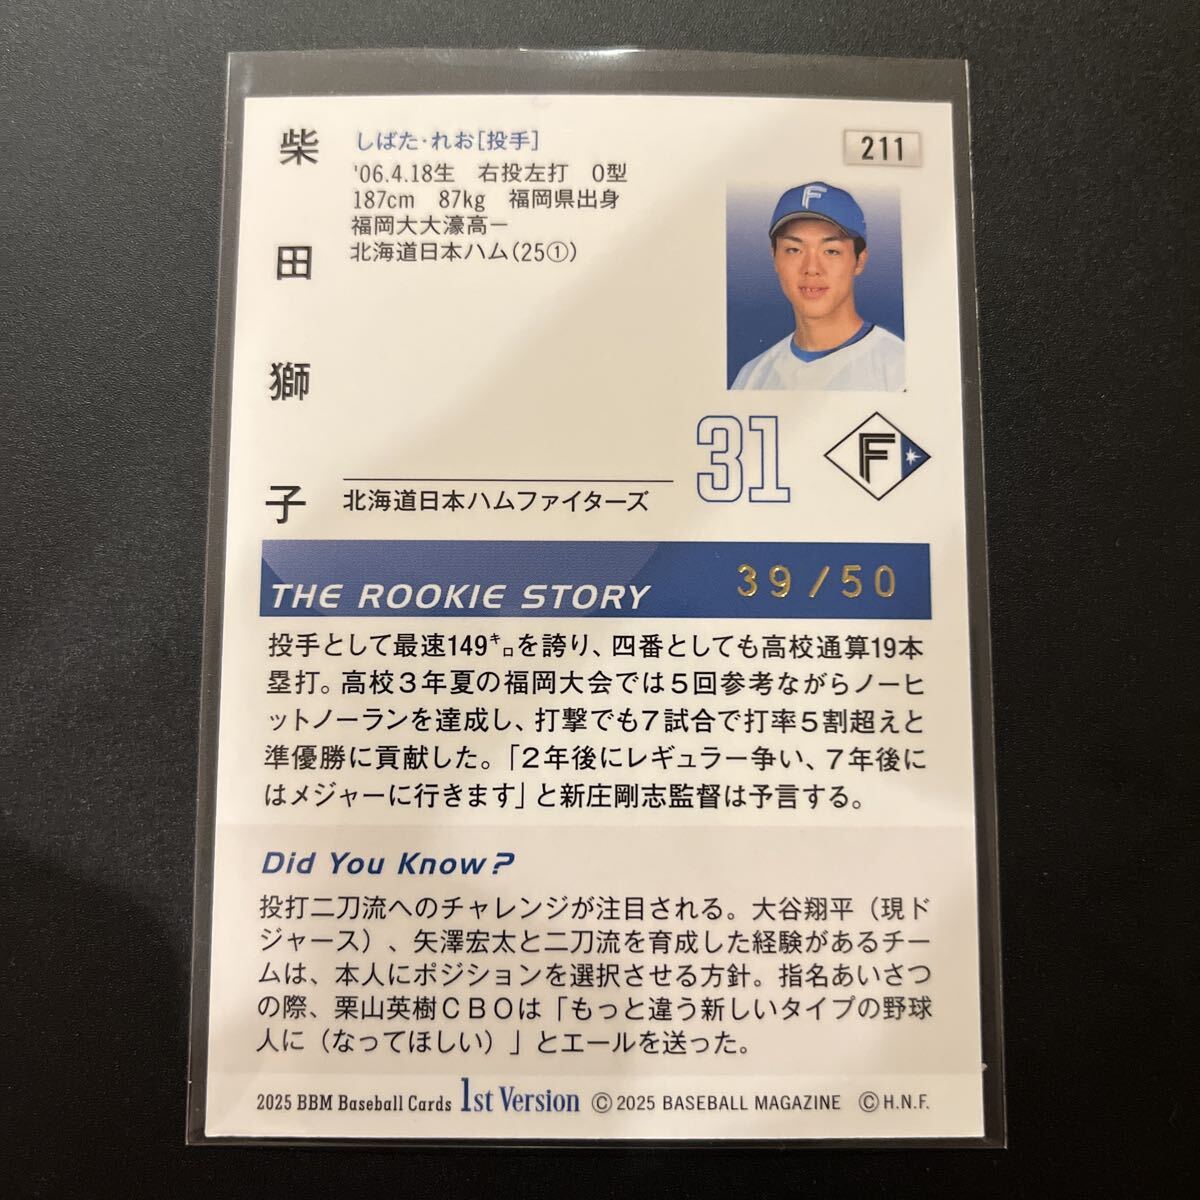 柴田獅子
しばた・れお[投手]
'06.4.18生　右投左打　O型
187cm　87kg　福岡県出身
福岡大大濠高ー
北海道日本ハム(25①)
211
F
31
F
北海道日本ハムファイターズ
THE ROOKIE STORY
39/50
投手として最速149㌔を誇り、四番としても高校通算19本
塁打。高校3年夏の福岡大会では5回参考ながらノーヒ
ットノーランを達成し、打撃でも7試合で打率5割超えと
準優勝に貢献した。「2年後にレギュラー争い、7年後に
はメジャーに行きます」と新庄剛志監督は予言する。
Did You Know?
投打二刀流へのチャレンジが注目される。大谷翔平（現ド
ジャース）、矢澤宏太と二刀流を育成した経験があるチー
ムは、本人にポジションを選択させる方針。指名あいさつ
の際、栗山英樹CBOは「もっと違う新しいタイプの野球
人に（なってほしい）」とエールを送った。
2025 BBM Baseball Cards 1st Version © 2025 BASEBALL MAGAZINE © H.N.F.